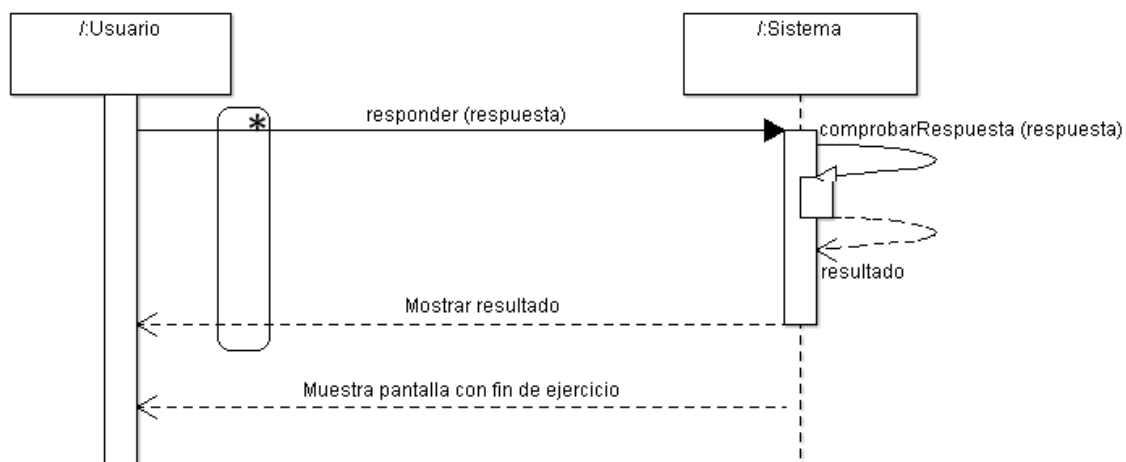 /:Usuario
/:Sistema
*
responder (respuesta)
comprobarRespuesta (respuesta)
resultado
Mostrar resultado
Muestra pantalla con fin de ejercicio